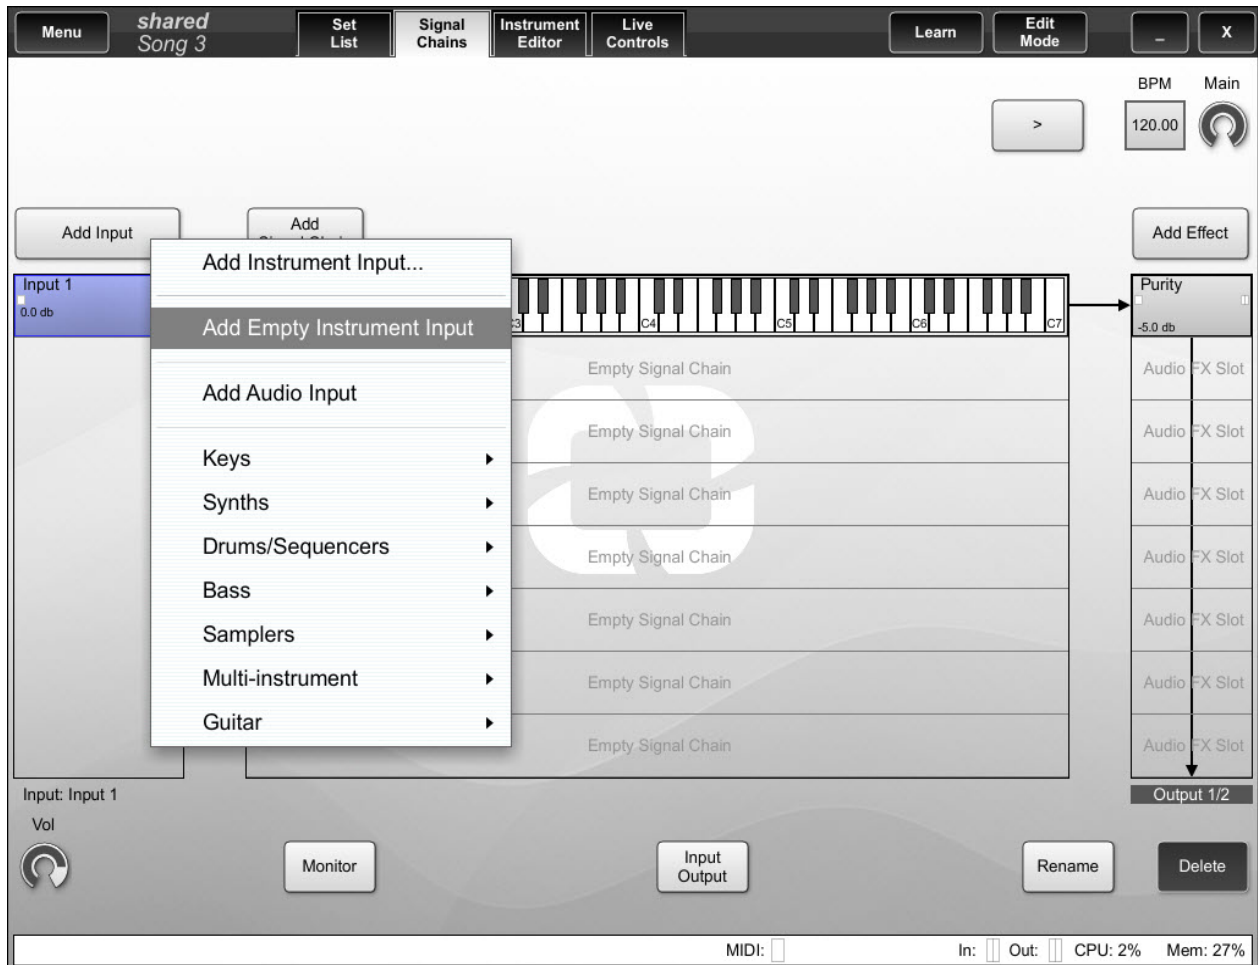 Menu
shared
Song 3
Set
List
Signal
Chains
Instrument
Editor
Live
Controls
Learn
Edit
Mode
_
X
BPM
Main
>
120.00
Add Input
Add
Add Effect
Add Instrument Input...
Add Empty Instrument Input
Add Audio Input
Keys
Synths
Drums/Sequencers
Bass
Samplers
Multi-instrument
Guitar
Input 1
0.0 db
C4
C5
C6
C7
Purity
-5.0 db
Empty Signal Chain
Audio FX Slot
Empty Signal Chain
Audio FX Slot
Empty Signal Chain
Audio FX Slot
Empty Signal Chain
Audio FX Slot
Empty Signal Chain
Audio FX Slot
Empty Signal Chain
Audio FX Slot
Empty Signal Chain
Audio FX Slot
Input: Input 1
Output 1/2
Vol
Monitor
Input
Output
Rename
Delete
MIDI:
In:
Out:
CPU: 2%
Mem: 27%